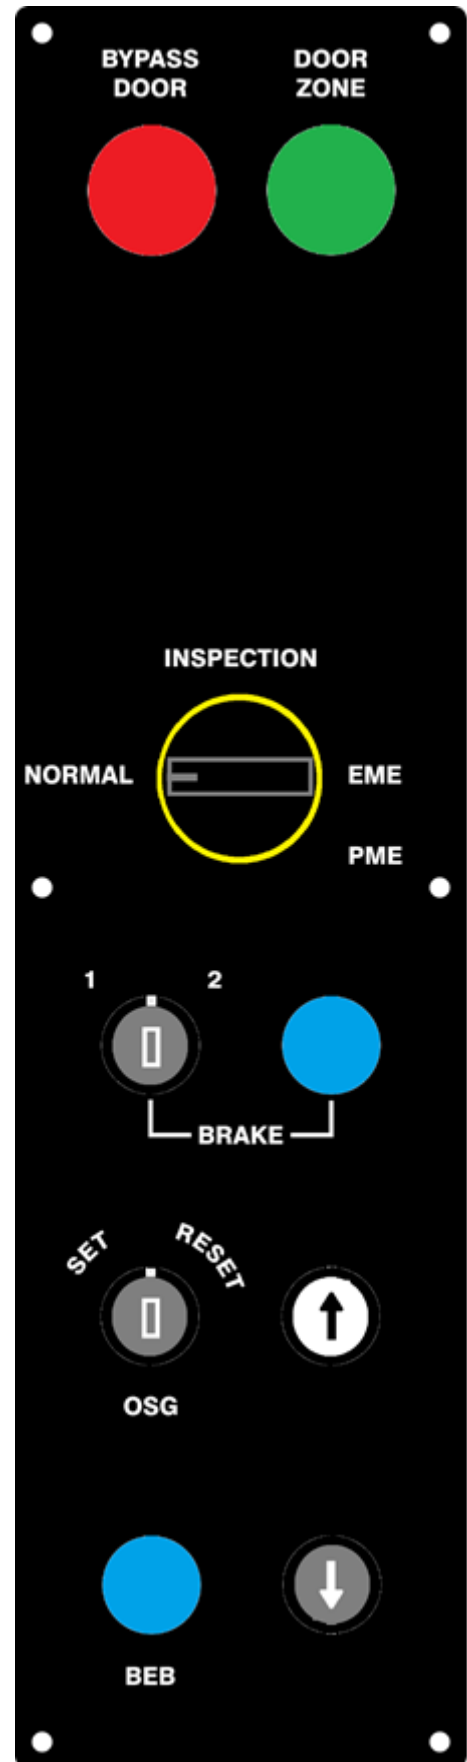 BYPASS
DOOR
DOOR
ZONE
INSPECTION
NORMAL
EME
PME
1
2
BRAKE
SET
RESET
OSG
BEB